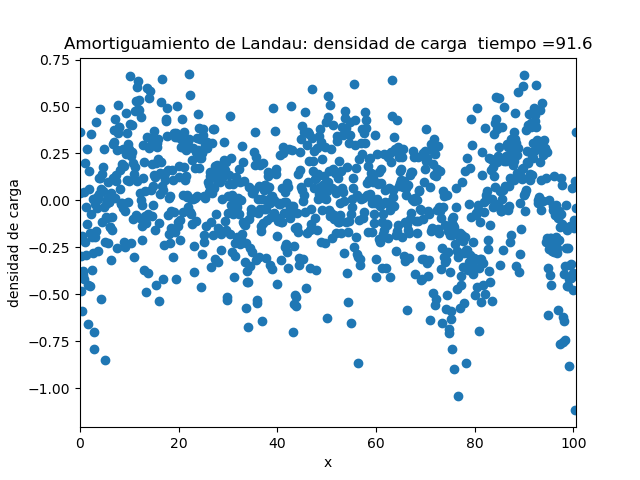 Amortiguamiento de Landau: densidad de carga  tiempo =91.6
densidad de carga
0.75
0.50
0.25
0.00
−0.25
−0.50
−0.75
−1.00
0 20 40 60 80 100
x